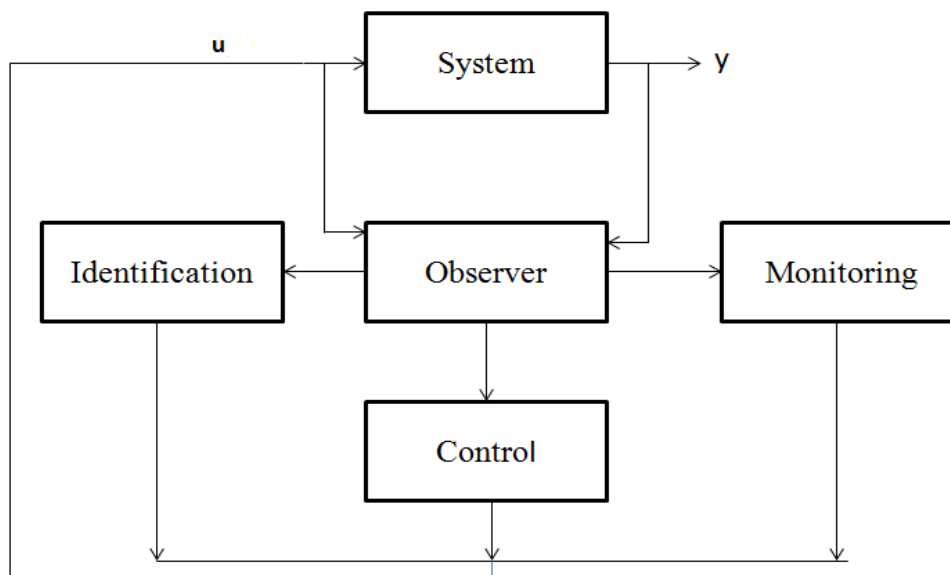 u
System
y
Identification
Observer
Monitoring
Control